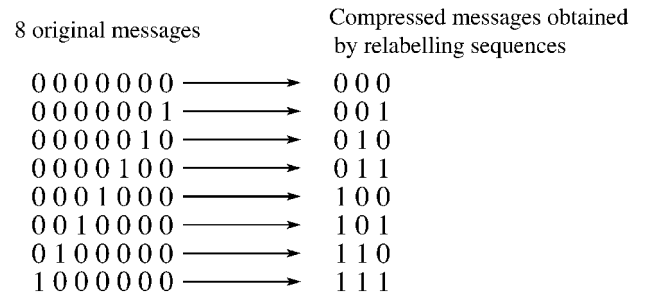 8 original messages
Compressed messages obtained
by relabelling sequences
0 0 0 0 0 0 0 0 0 0
0 0 0 0 0 0 1 0 0 1
0 0 0 0 0 1 0 0 1 0
0 0 0 0 1 0 0 0 1 1
0 0 0 1 0 0 0 1 0 0
0 0 1 0 0 0 0 1 0 1
0 1 0 0 0 0 0 1 1 0
1 0 0 0 0 0 0 1 1 1